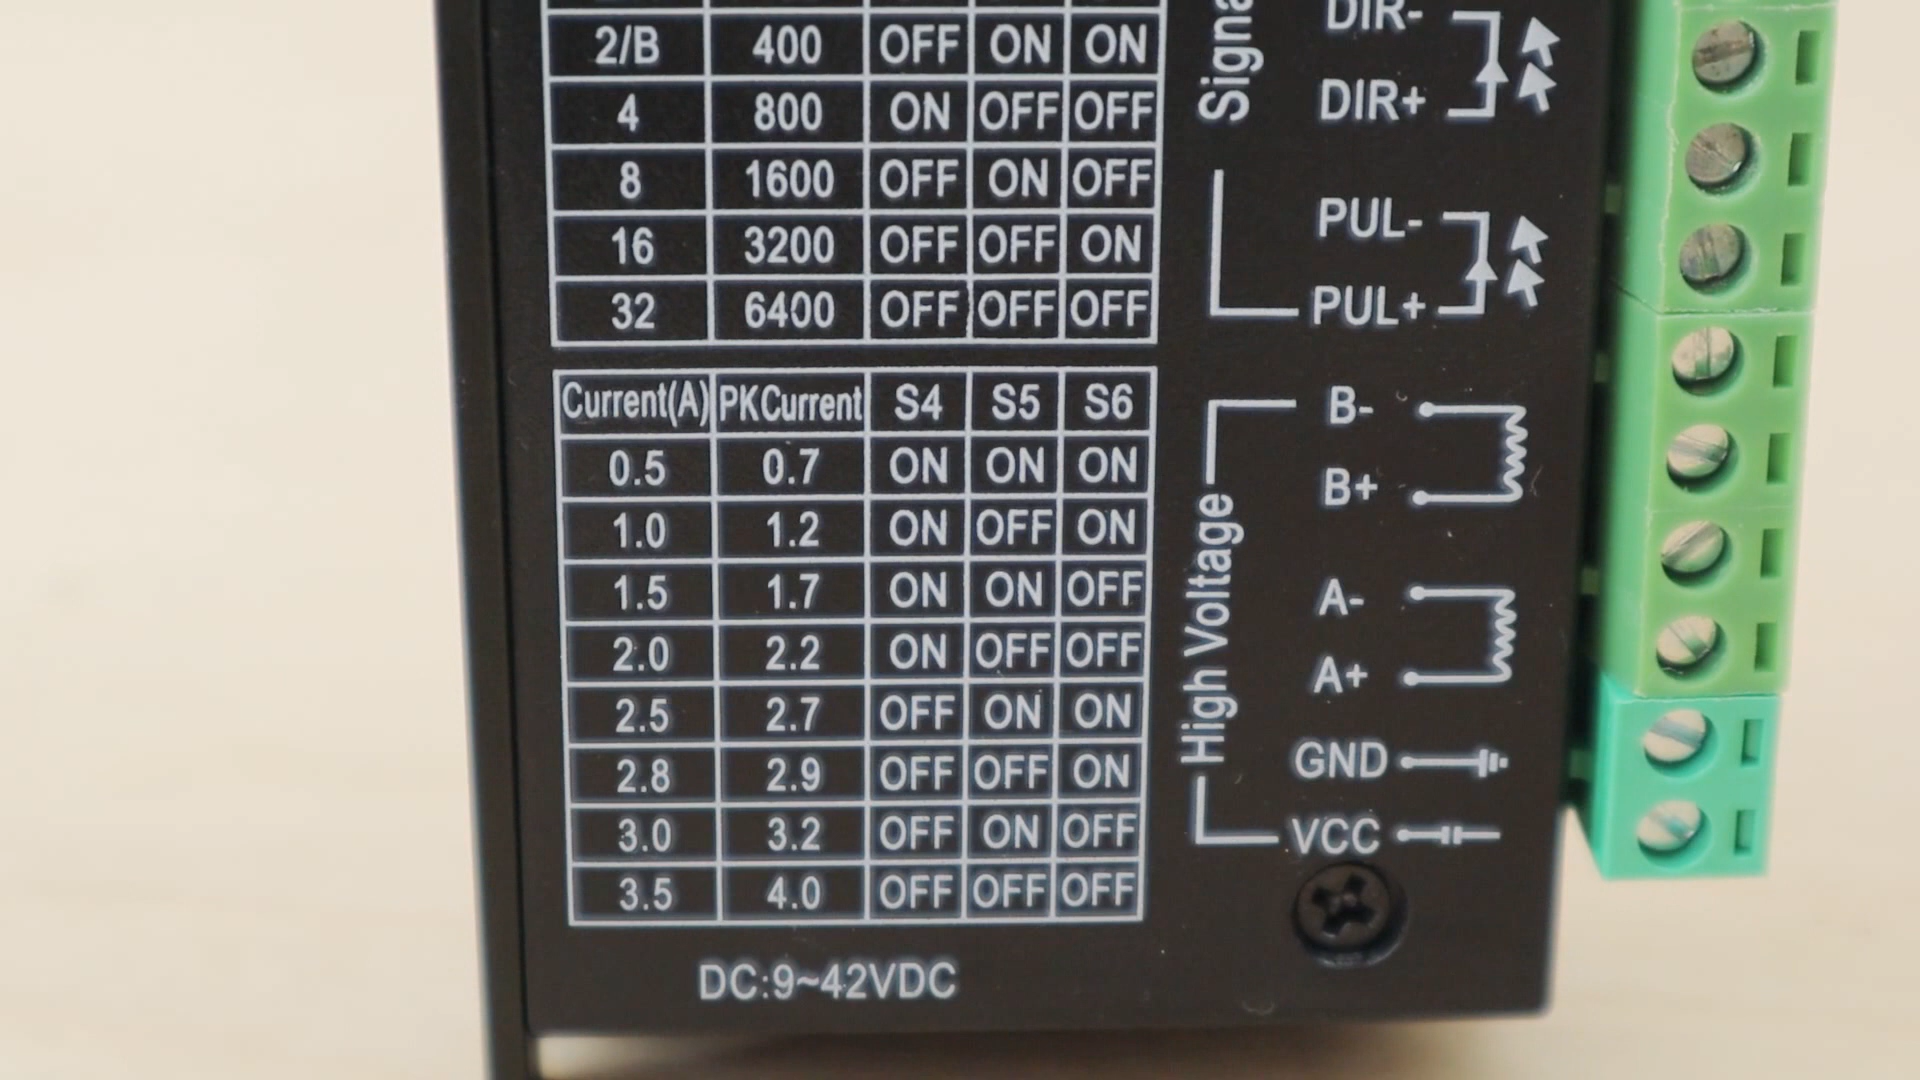 2/B 400 OFF ON ON
4 800 ON OFF OFF
8 1600 OFF ON OFF
16 3200 OFF OFF ON
32 6400 OFF OFF OFF
Current(A) PK Current S4 S5 S6
0.5 0.7 ON ON ON
1.0 1.2 ON OFF ON
1.5 1.7 ON ON OFF
2.0 2.2 ON OFF OFF
2.5 2.7 OFF ON ON
2.8 2.9 OFF OFF ON
3.0 3.2 OFF ON OFF
3.5 4.0 OFF OFF OFF
DC:9~42VDC
DIR-
DIR+
PUL-
PUL+
High Voltage
B-
B+
A-
A+
GND
VCC